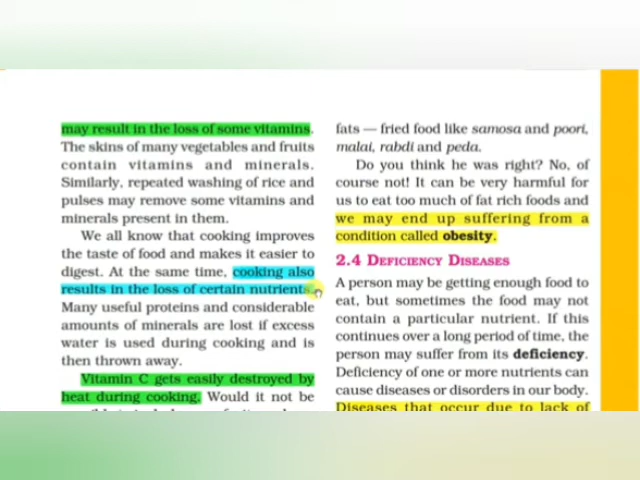 may result in the loss of some vitamins.
The skins of many vegetables and fruits
contain vitamins and minerals.
Similarly, repeated washing of rice and
pulses may remove some vitamins and
minerals present in them.
We all know that cooking improves
the taste of food and makes it easier to
digest. At the same time, cooking also
results in the loss of certain nutrients.
Many useful proteins and considerable
amounts of minerals are lost if excess
water is used during cooking and is
then thrown away.
Vitamin C gets easily destroyed by
heat during cooking. Would it not be
fats — fried food like samosa and poori,
malai, rabdi and peda.
Do you think he was right? No, of
course not! It can be very harmful for
us to eat too much of fat rich foods and
we may end up suffering from a
condition called obesity.
2.4 DEFICIENCY DISEASES
A person may be getting enough food to
eat, but sometimes the food may not
contain a particular nutrient. If this
continues over a long period of time, the
person may suffer from its deficiency.
Deficiency of one or more nutrients can
cause diseases or disorders in our body.
Diseases that occur due to lack of